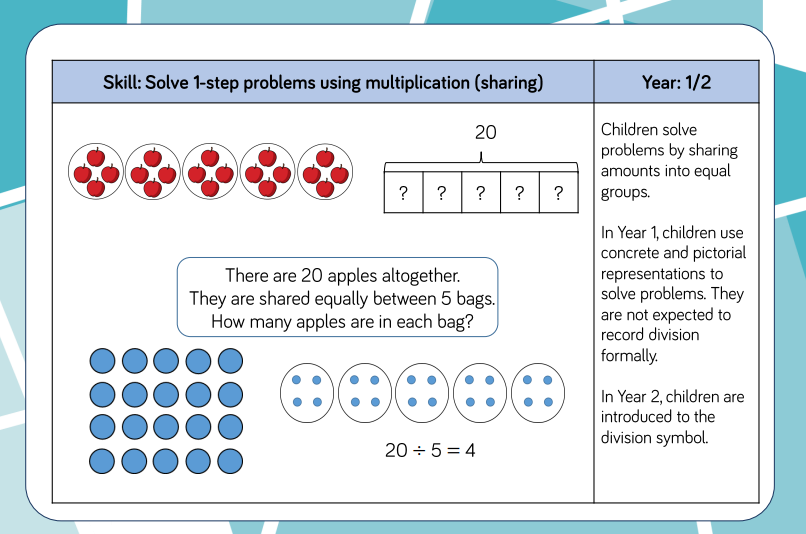 Skill: Solve 1-step problems using multiplication (sharing)
Year: 1/2
20
? ? ? ? ?
There are 20 apples altogether.
They are shared equally between 5 bags.
How many apples are in each bag?
20 ÷ 5 = 4
Children solve
problems by sharing
amounts into equal
groups.
In Year 1, children use
concrete and pictorial
representations to
solve problems. They
are not expected to
record division
formally.
In Year 2, children are
introduced to the
division symbol.